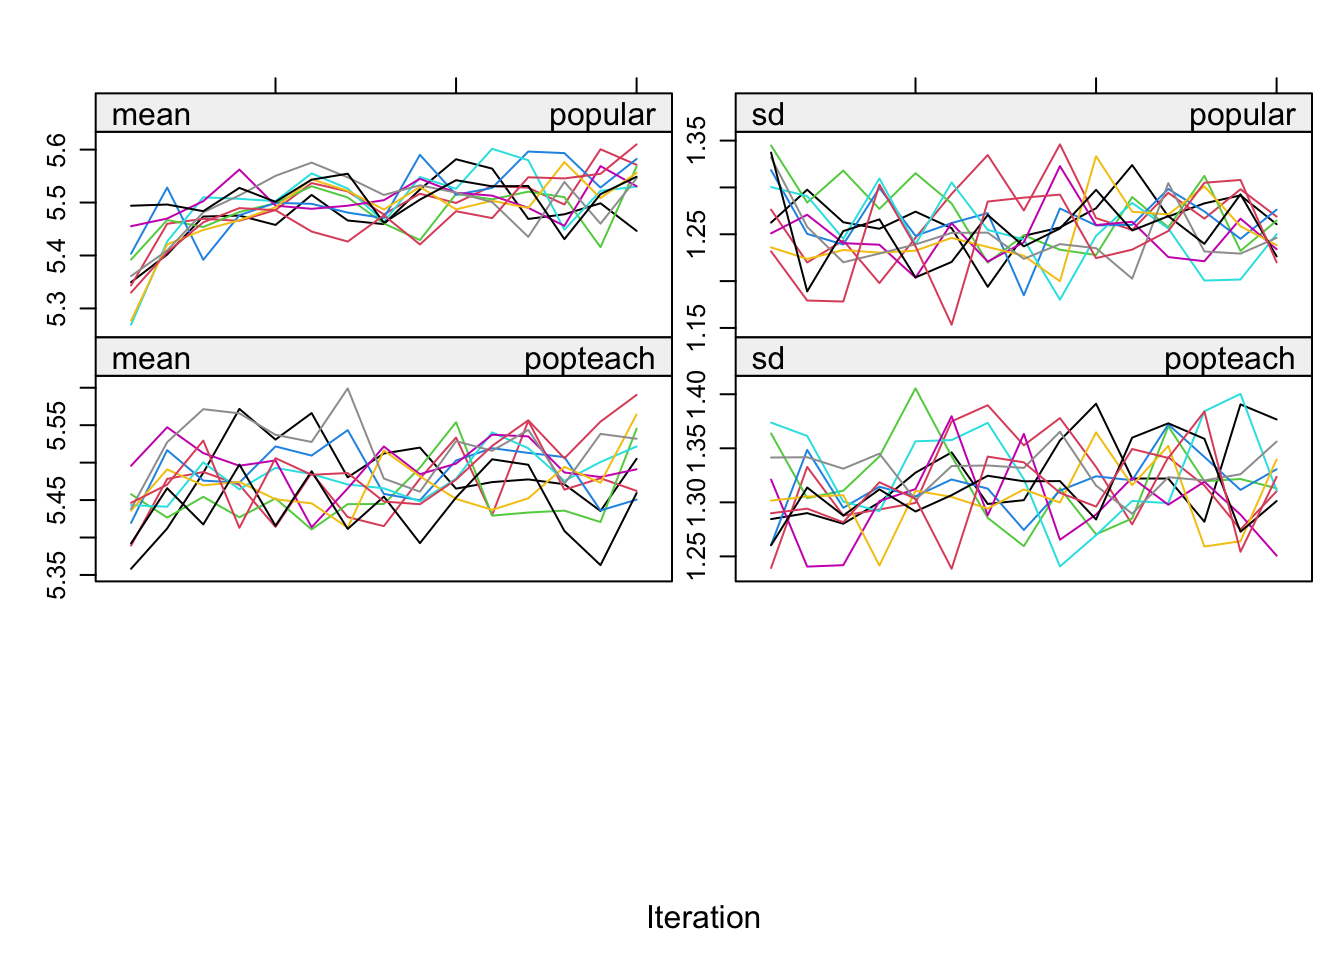 mean popular
5.3 5.4 5.5 5.6
sd popular
1.15 1.25 1.35
mean popteach
5.35 5.45 5.55
sd popteach
1.25 1.30 1.35 1.40
Iteration